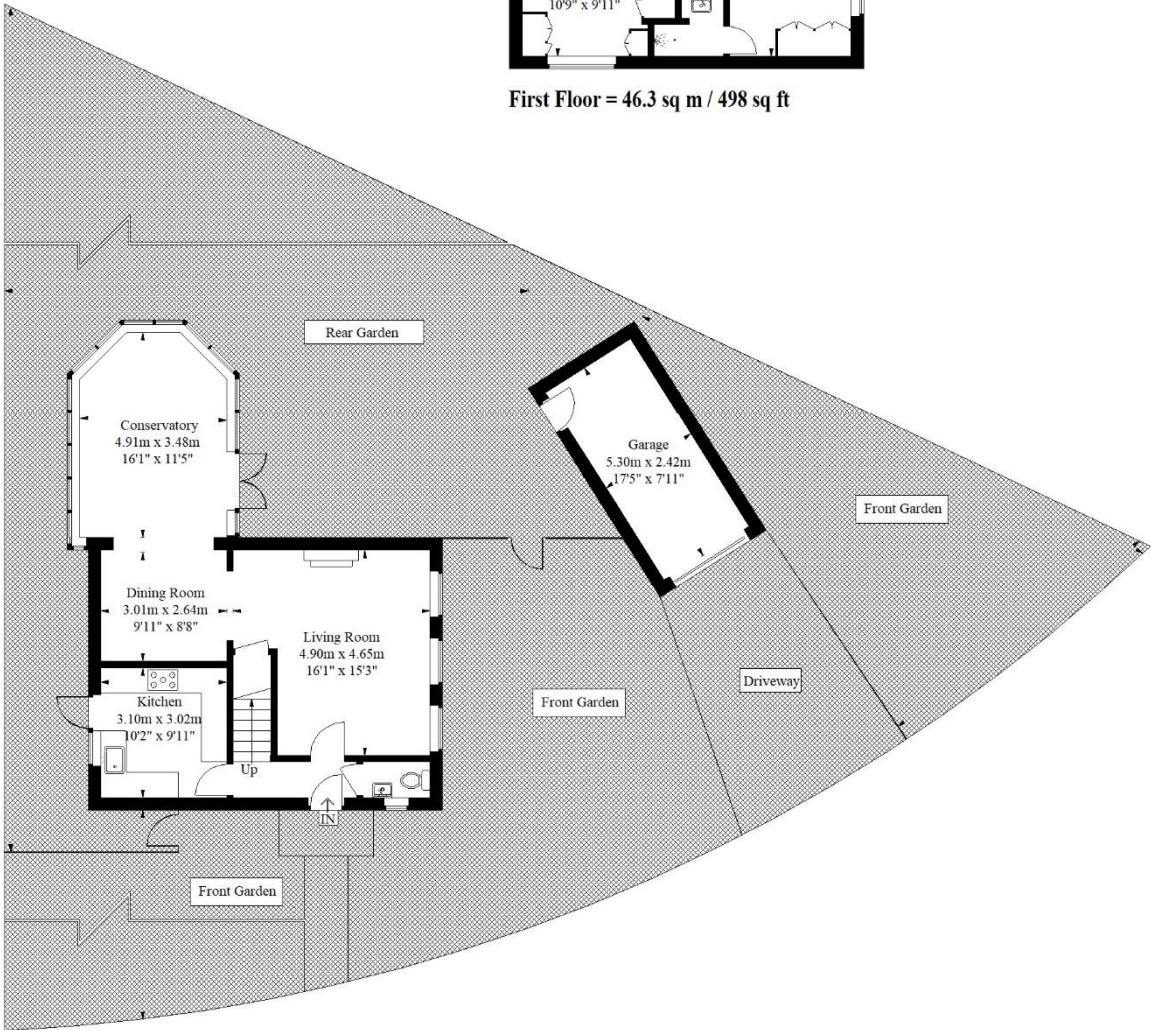 10'9" x 9'11"
First Floor = 46.3 sq m / 498 sq ft
Rear Garden
Conservatory
4.91m x 3.48m
16'1" x 11'5"
Garage
5.30m x 2.42m
17'5" x 7'11"
Front Garden
Dining Room
3.01m x 2.64m
9'11" x 8'8"
Living Room
4.90m x 4.65m
16'1" x 15'3"
Kitchen
3.10m x 3.02m
10'2" x 9'11"
Up
IN
Front Garden
Driveway
Front Garden